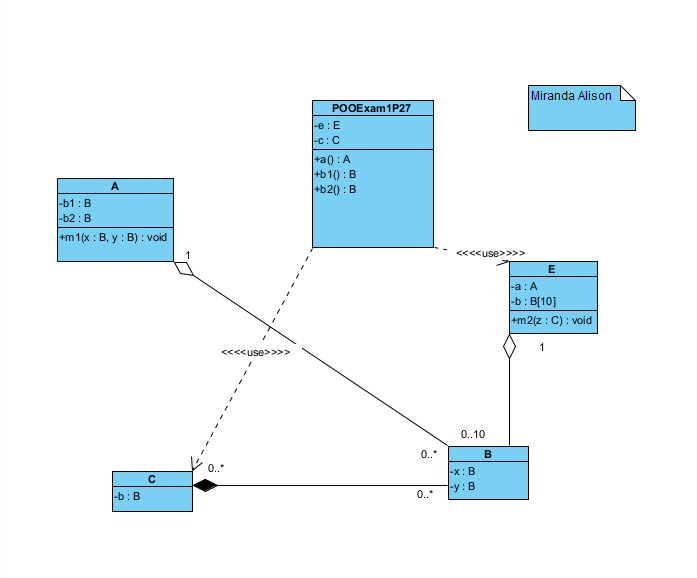 POOExam1P27
-e : E
-c : C
+a() : A
+b1() : B
+b2() : B
Miranda Alison
A
-b1 : B
-b2 : B
+m1(x : B, y : B) : void
1
<<<<use>>>>
E
-a : A
-b : B[10]
+m2(z : C) : void
1
<<<<use>>>>
0..10
0..*
B
-x : B
-y : B
0..*
C
-b : B
0..*